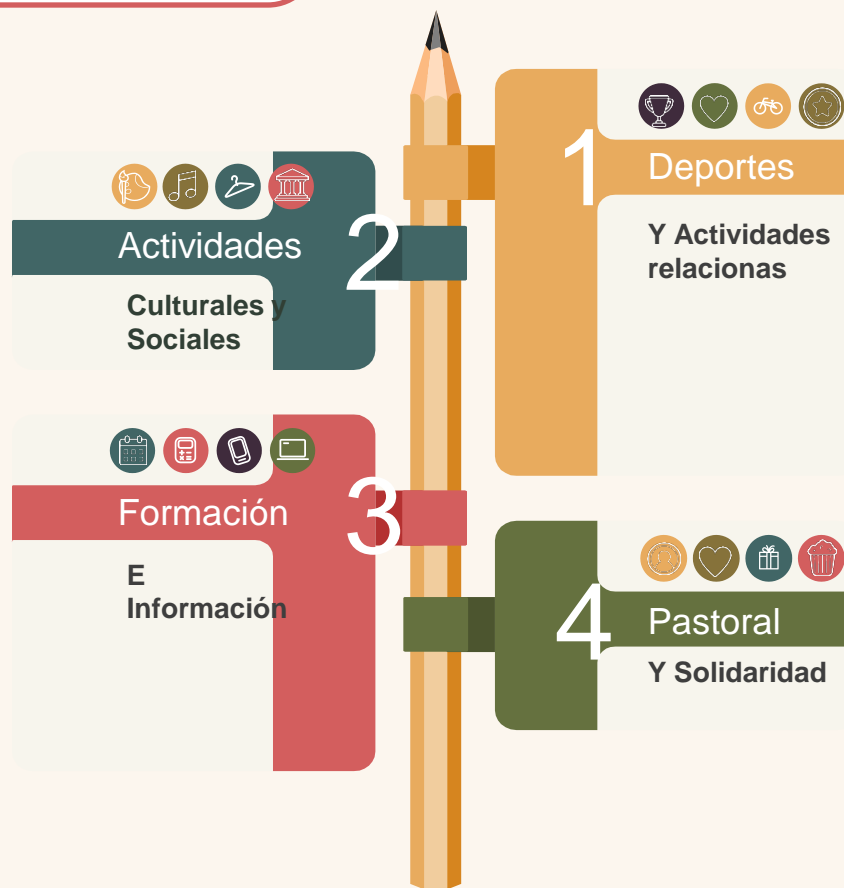 1
Deportes
Y Actividades
relacionas
2
Actividades
Culturales y
Sociales
3
Formación
E
Información
4
Pastoral
Y Solidaridad